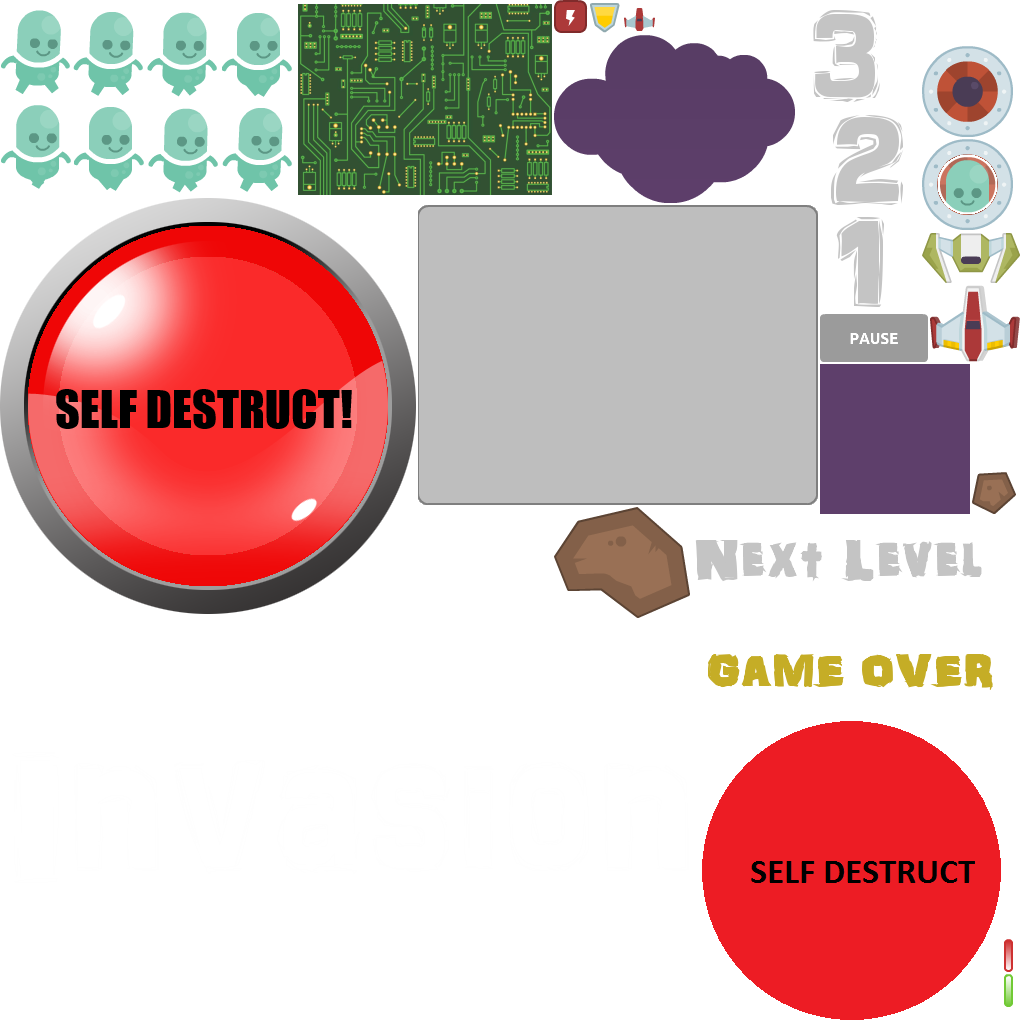 3
2
1
PAUSE
SELF DESTRUCT!
Next Level
GAME OVER
SELF DESTRUCT